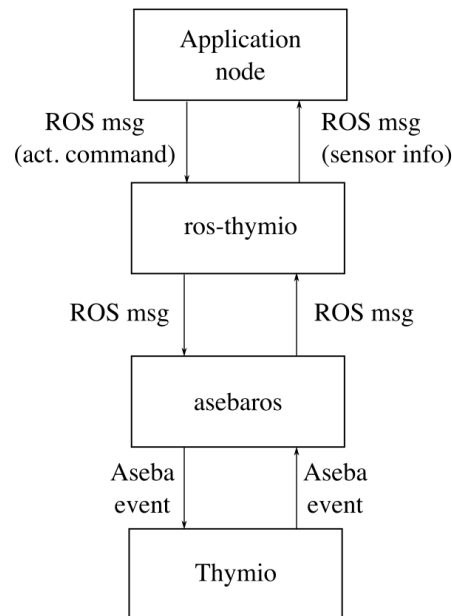 Application
node
ROS msg
(act. command)
ROS msg
(sensor info)
ros-thymio
ROS msg
ROS msg
asebaros
Aseba
event
Aseba
event
Thymio